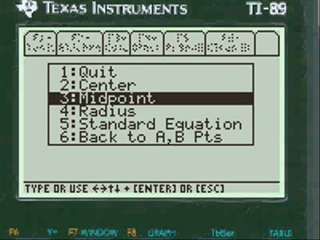 TEXAS INSTRUMENTS TI-89
1:Quit
2:Center
3:Midpoint
4:Radius
5:Standard Equation
6:Back to A,B Pts
TYPE OR USE ←→↑↓ + [ENTER] OR [ESC]
F6 F7 WINDOW F8 GRAPH TblSet TABLE